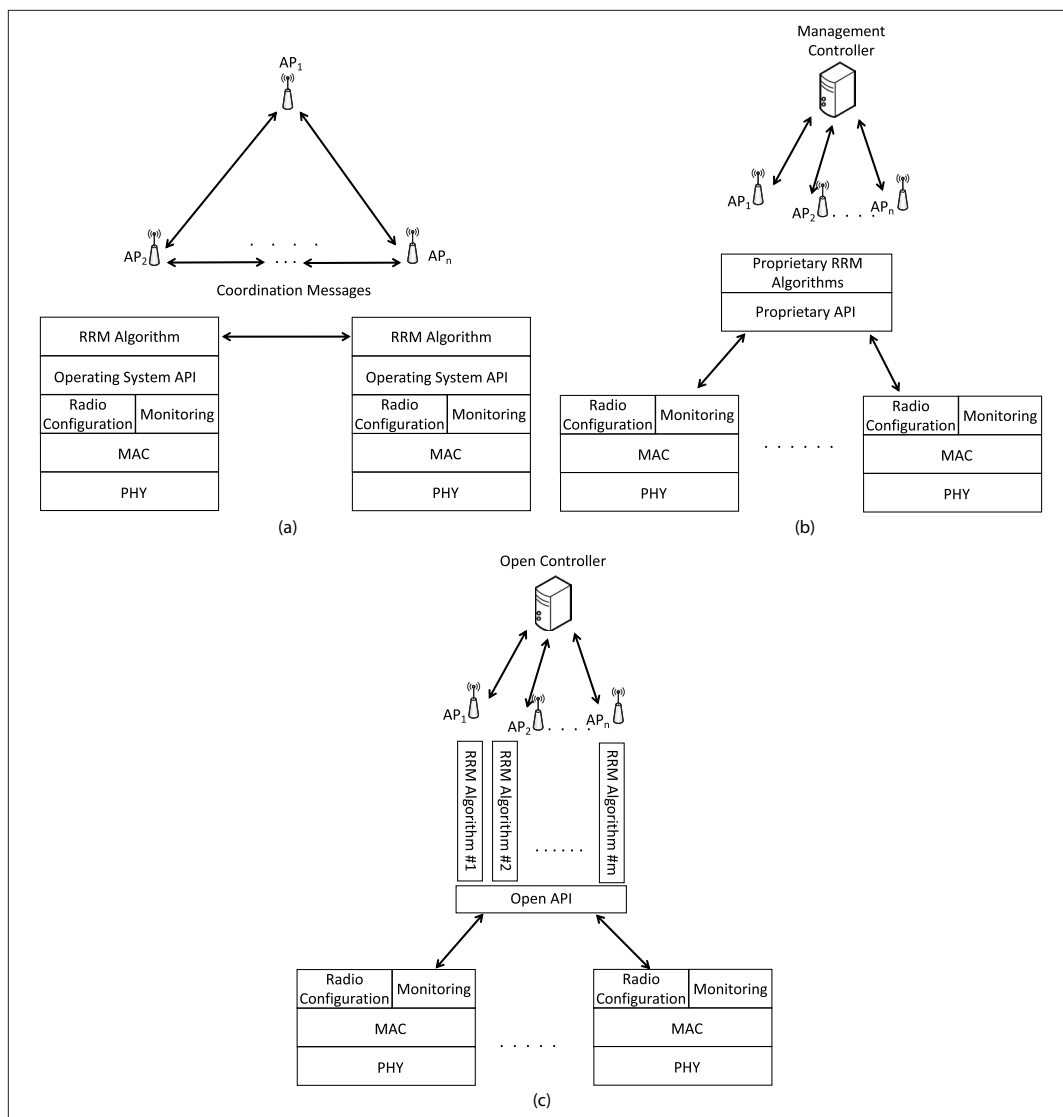 AP1
AP2
. . . .
. . .
APn
Coordination Messages
RRM Algorithm
Operating System API
Radio
Configuration
Monitoring
MAC
PHY
RRM Algorithm
Operating System API
Radio
Configuration
Monitoring
MAC
PHY
(a)
Management
Controller
AP1
AP2
. . . .
APn
Proprietary RRM
Algorithms
Proprietary API
Radio
Configuration
Monitoring
MAC
PHY
. . . . . .
Radio
Configuration
Monitoring
MAC
PHY
(b)
Open Controller
AP1
AP2
. . . .
APn
RRM Algorithm #1
RRM Algorithm #2
. . . . . .
RRM Algorithm #m
Open API
Radio
Configuration
Monitoring
MAC
PHY
. . . . .
Radio
Configuration
Monitoring
MAC
PHY
(c)